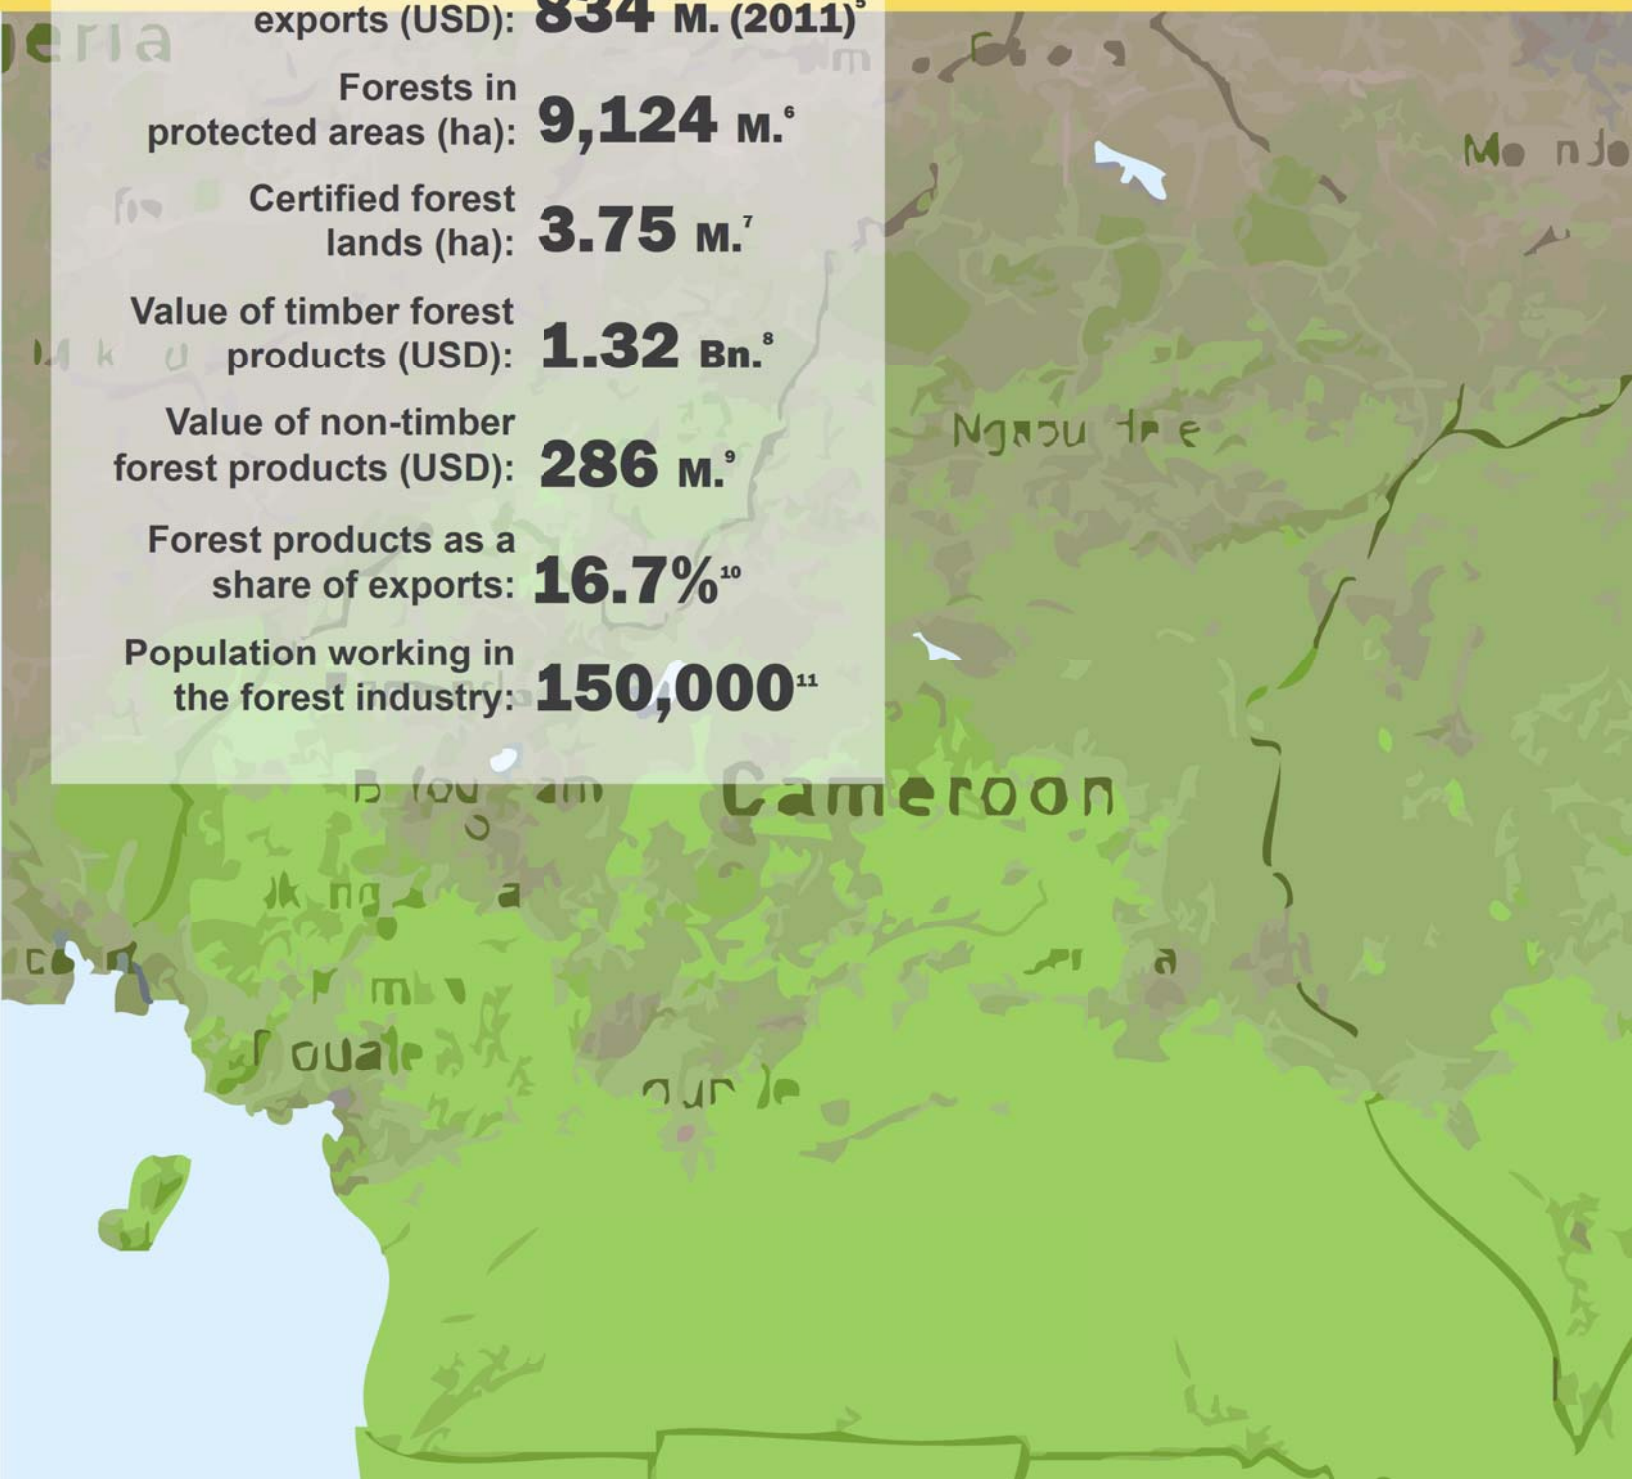 geria
exports (USD): 834 M. (2011)⁵
Forests in
protected areas (ha): 9,124 M.⁶
Certified forest
lands (ha): 3.75 M.⁷
Value of timber forest
products (USD): 1.32 Bn.⁸
Value of non-timber
forest products (USD): 286 M.⁹
Forest products as a
share of exports: 16.7%¹⁰
Population working in
the forest industry: 150,000¹¹
Cameroon